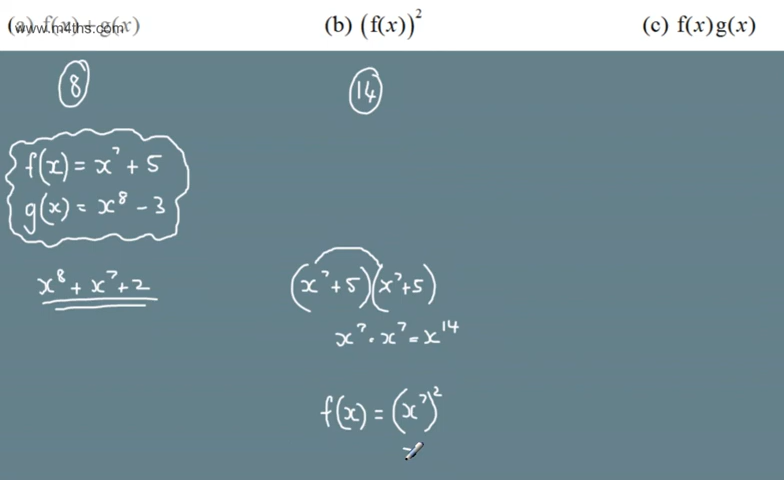 (a) f(x) + g(x)
www.m4ths.com
(b) (f(x))²
(c) f(x)g(x)
8
14
f(x) = x⁷ + 5
g(x) = x⁸ - 3
x⁸ + x⁷ + 2
(x⁷ + 5)(x⁷ + 5)
x⁷ · x⁷ = x¹⁴
f(x) = (x⁷)²